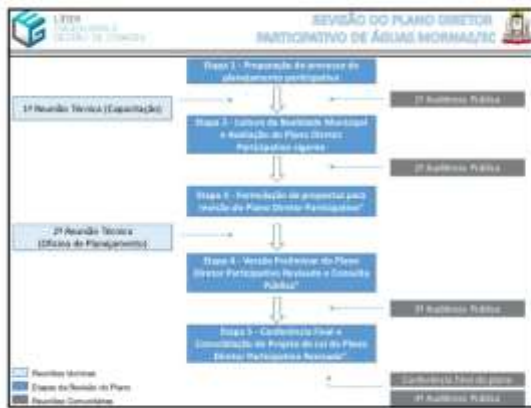 LÍDER
ENGENHARIA E
GESTÃO DE CIDADES
REVISÃO DO PLANO DIRETOR
PARTICIPATIVO DE ÁGUAS MORNAS/SC
Etapa 1 - Preparação do processo de
planejamento participativo
1ª Reunião Técnica (Capacitação)
1ª Audiência Pública
Etapa 2 - Leitura da Realidade Municipal
e Avaliação do Plano Diretor
Participativo vigente
2ª Audiência Pública
Etapa 3 - Formulação de propostas para
revisão do Plano Diretor Participativo"
2ª Reunião Técnica
(Oficina de Planejamento)
Etapa 4 - Versão Preliminar do Plano
Diretor Participativo Revisado e Consulta
Pública"
3ª Audiência Pública
Etapa 5 - Conferência Final e
Consolidação do Projeto de Lei do Plano
Diretor Participativo Revisado"
Reuniões técnicas
Etapas da Revisão do Plano
Reuniões Comunitárias
Conferência final do plano
4ª Audiência Pública